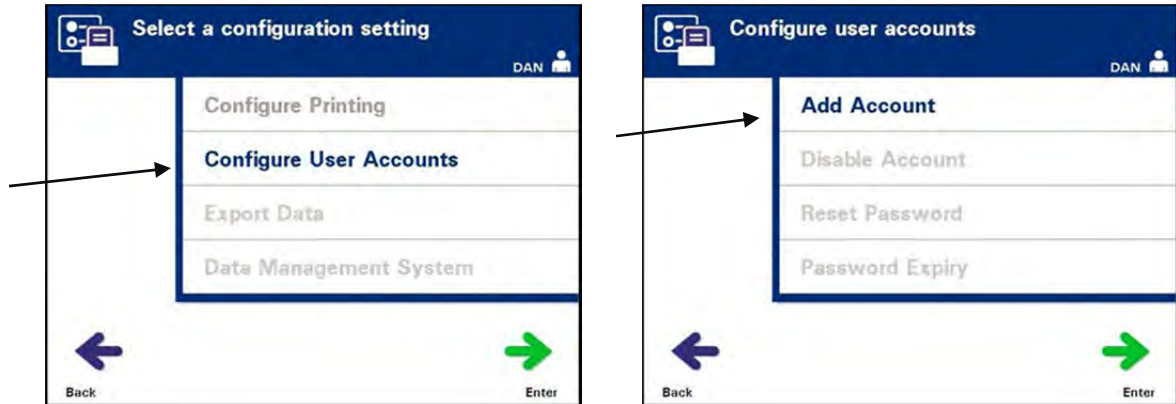 Select a configuration setting
DAN
Configure Printing
Configure User Accounts
Export Data
Data Management System
Back
Enter
Configure user accounts
DAN
Add Account
Disable Account
Reset Password
Password Expiry
Back
Enter